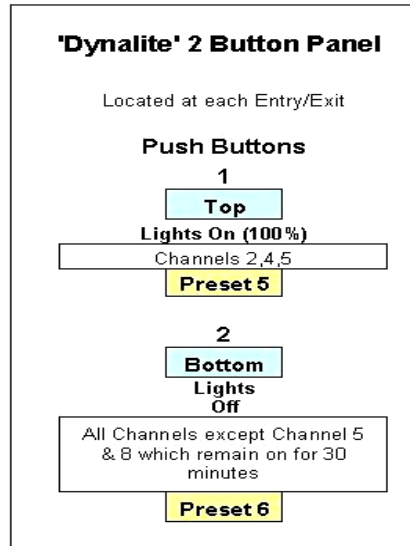 'Dynalite' 2 Button Panel
Located at each Entry/Exit
Push Buttons
1
Top
Lights On (100%)
Channels 2,4,5
Preset 5
2
Bottom
Lights
Off
All Channels except Channel 5
& 8 which remain on for 30
minutes
Preset 6